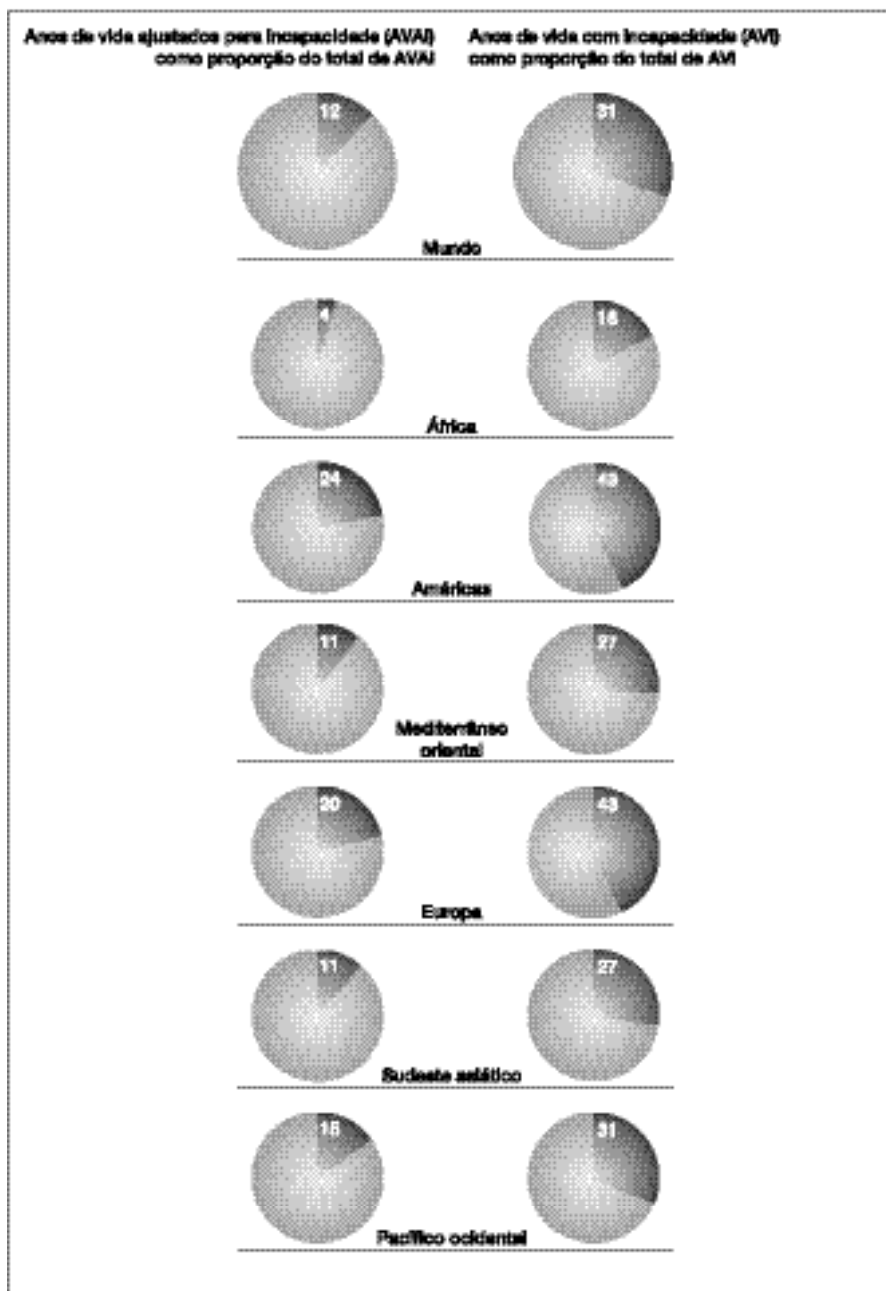 Anos de vida ajustados para incapacidade (AVAI)
como proporção do total de AVAI
Anos de vida com incapacidade (AVI)
como proporção do total de AVI
12
31
Mundo
4
18
África
24
43
Américas
11
27
Mediterrâneo
oriental
20
43
Europa
11
27
Sudeste asiático
15
31
Pacífico ocidental